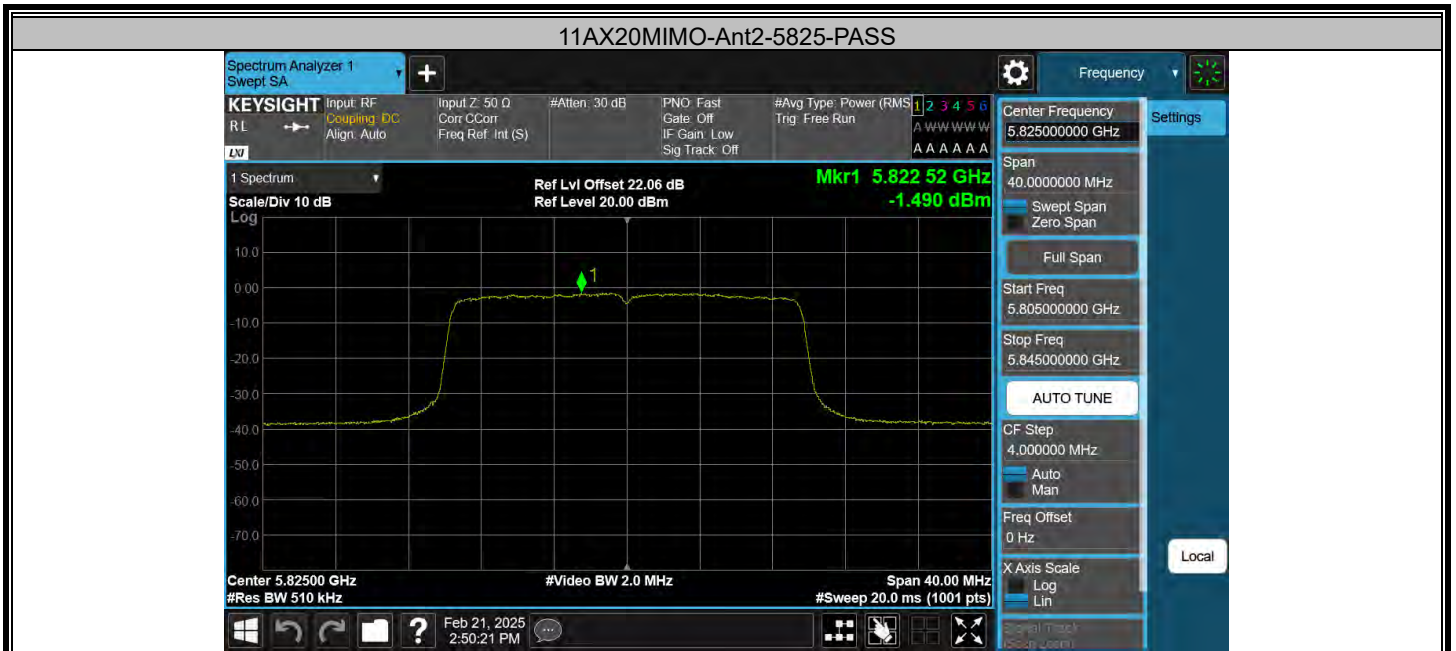 11AX20MIMO-Ant2-5825-PASS
Spectrum Analyzer 1
Swept SA
Frequency
KEYSIGHT
RL
LXI
Input: RF
Coupling: DC
Align: Auto
Input Z: 50 Ω
Corr CCorr
Freq Ref: Int (S)
#Atten: 30 dB
PNO: Fast
Gate: Off
IF Gain: Low
Sig Track: Off
#Avg Type: Power (RMS
Trig: Free Run
1 2 3 4 5 6
A W W W W W
A A A A A A
1 Spectrum
Scale/Div 10 dB
Log
Ref Lvl Offset 22.06 dB
Ref Level 20.00 dBm
Mkr1 5.822 52 GHz
-1.490 dBm
10.0
0.00
-10.0
-20.0
-30.0
-40.0
-50.0
-60.0
-70.0
1
Center 5.82500 GHz
#Res BW 510 kHz
#Video BW 2.0 MHz
Span 40.00 MHz
#Sweep 20.0 ms (1001 pts)
Feb 21, 2025
2:50:21 PM
Center Frequency
5.825000000 GHz
Span
40.0000000 MHz
Swept Span
Zero Span
Full Span
Start Freq
5.805000000 GHz
Stop Freq
5.845000000 GHz
AUTO TUNE
CF Step
4.000000 MHz
Auto
Man
Freq Offset
0 Hz
X Axis Scale
Log
Lin
Signal Track
Settings
Local